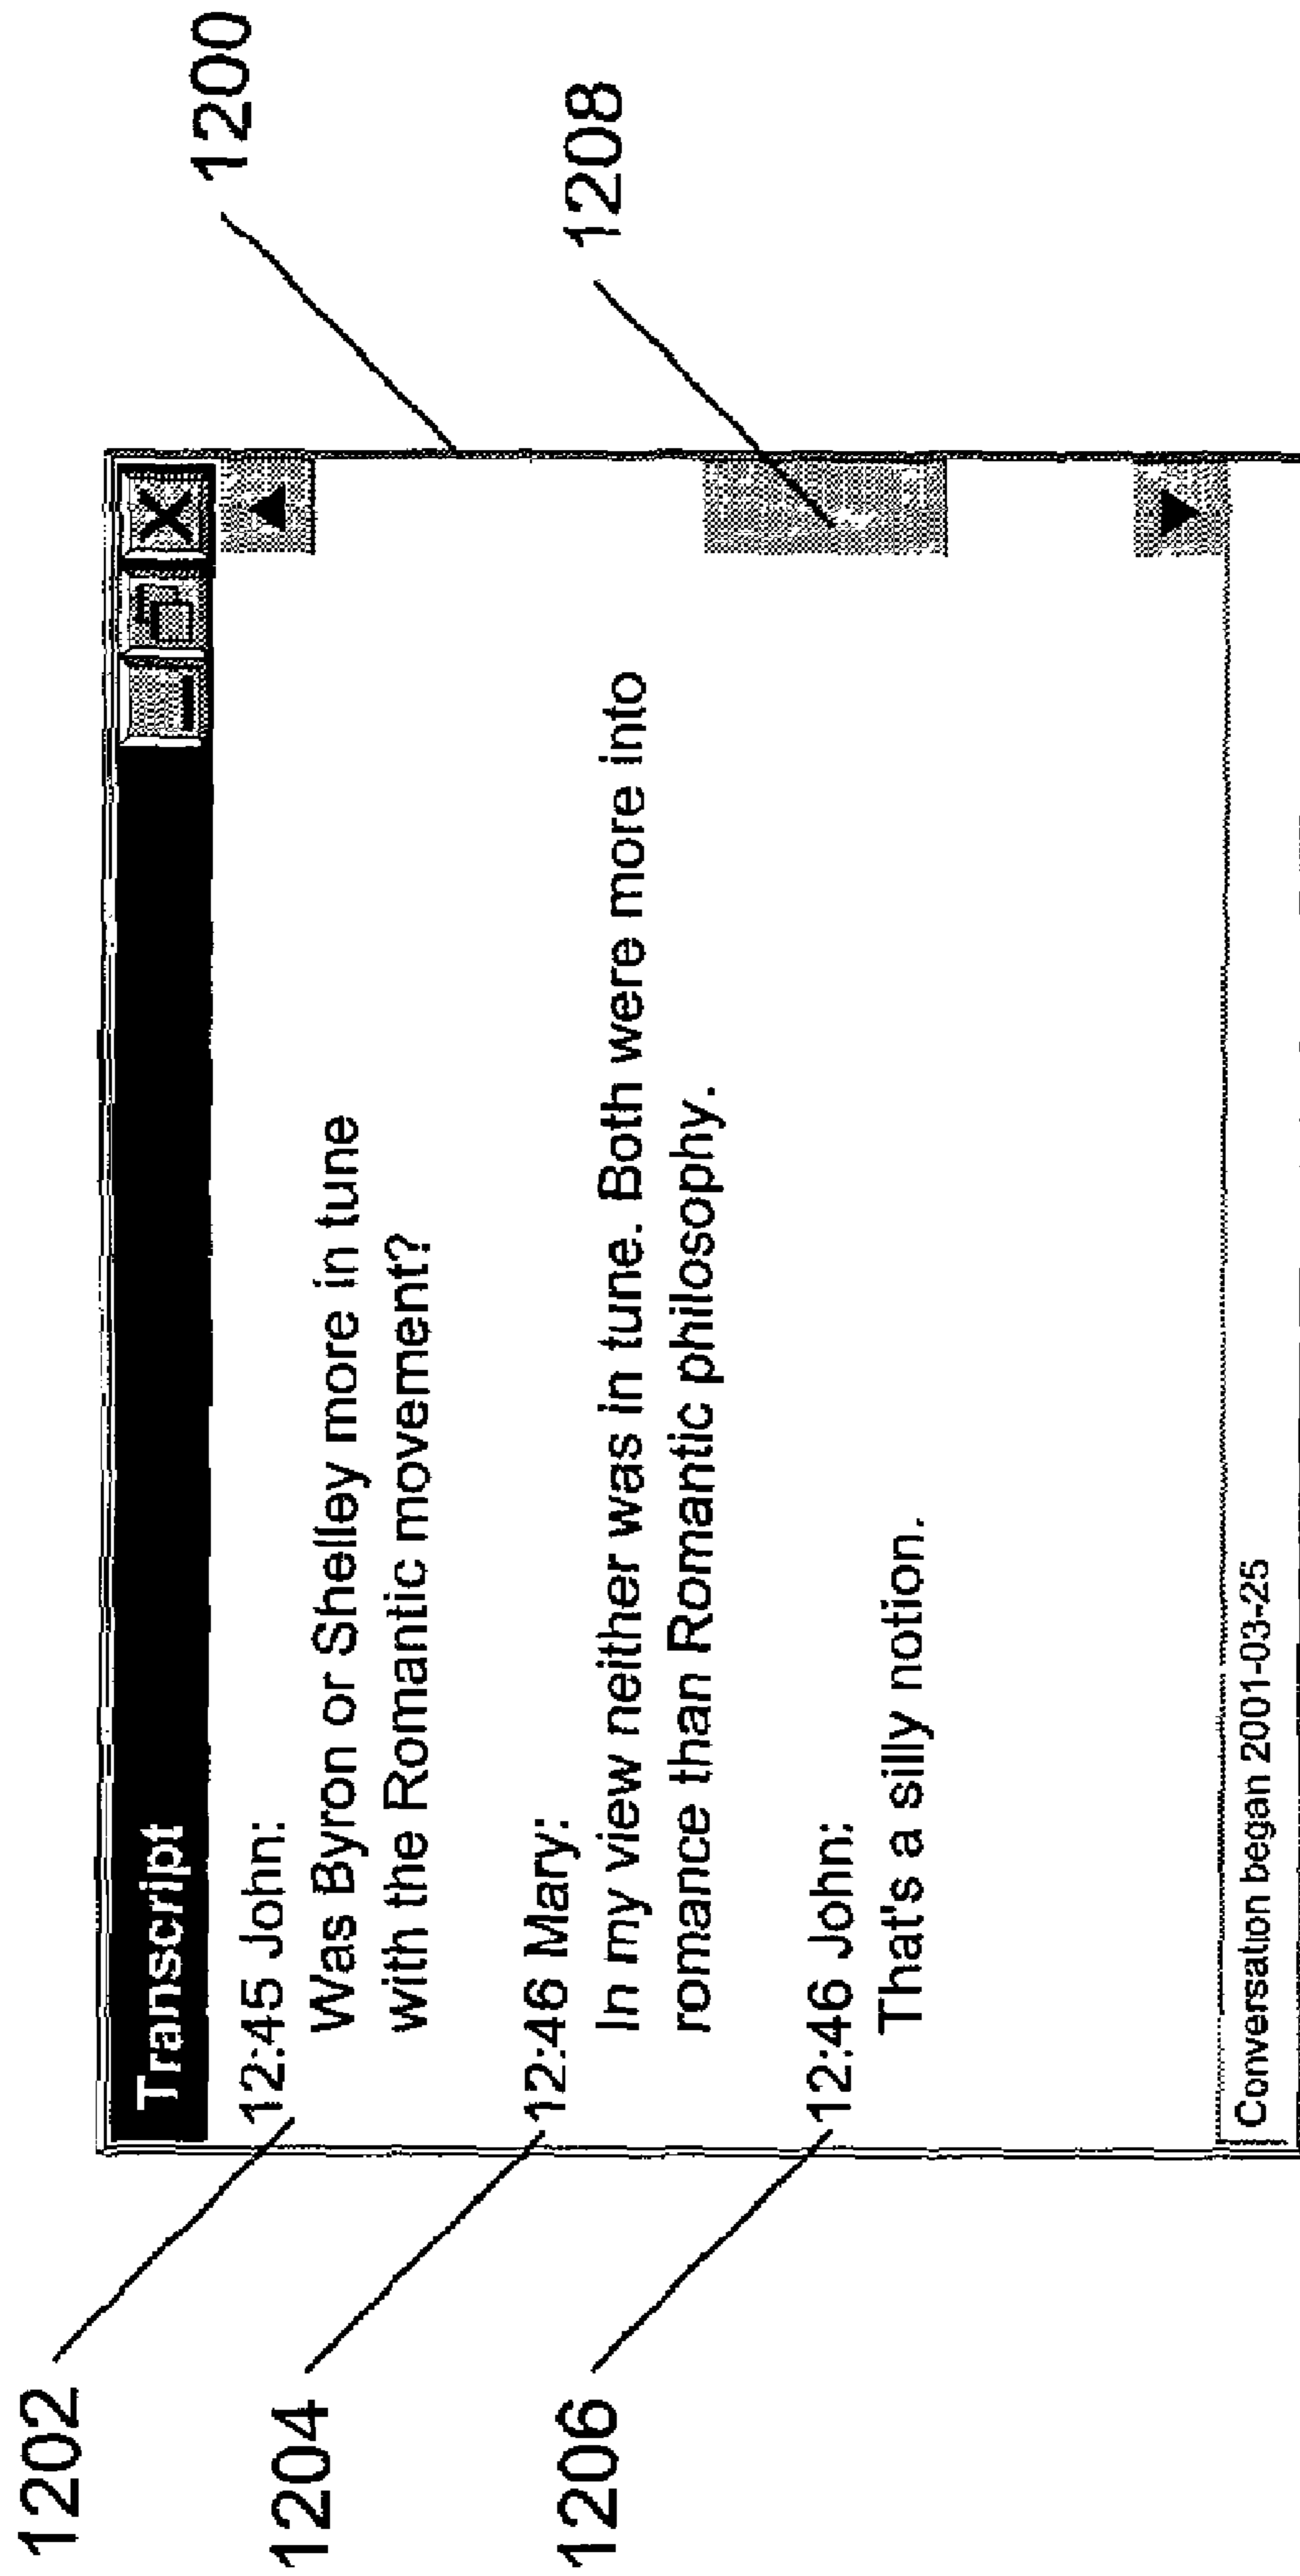 1200
1208
Transcript
1202
12:45 John:
Was Byron or Shelley more in tune
with the Romantic movement?
1204
12:46 Mary:
In my view neither was in tune. Both were more into
romance than Romantic philosophy.
1206
12:46 John:
That's a silly notion.
Conversation began 2001-03-25